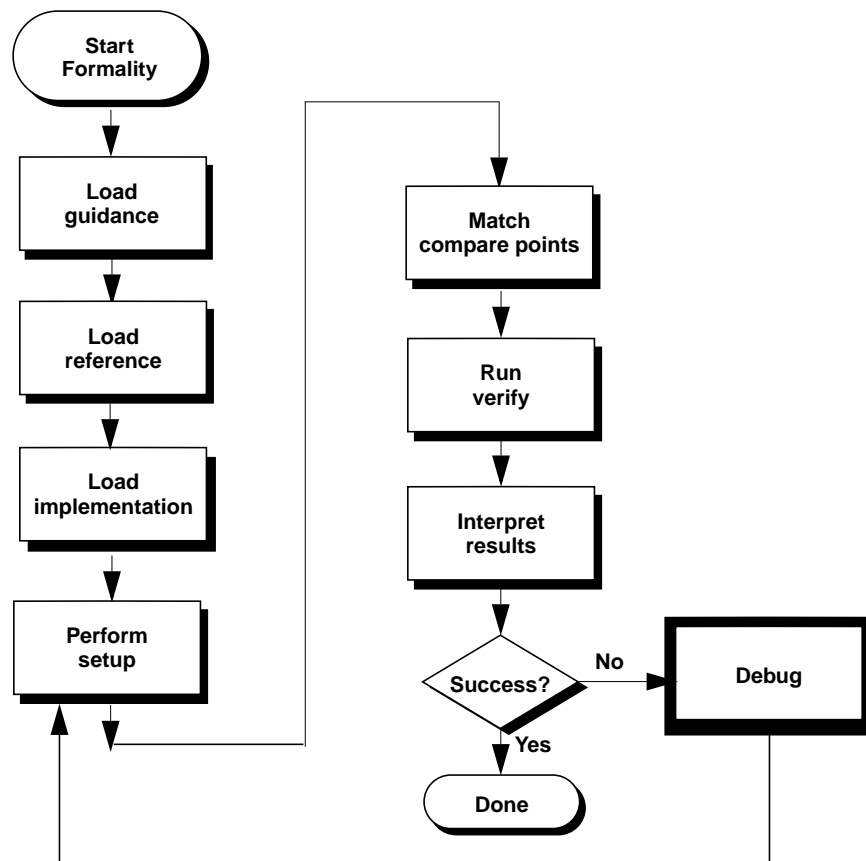 Start
Formality
Load
guidance
Load
reference
Load
implementation
Perform
setup
Match
compare points
Run
verify
Interpret
results
Success?
No
Debug
Yes
Done